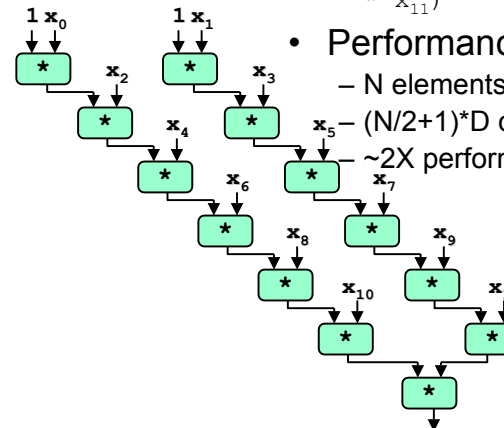 x₁₁)
1 x₀ 1 x₁
• Performanc
* *
x₂ x₃
– N elements
* *
x₄ x₅
– (N/2+1)*D
* *
– ~2X perform
x₆ x₇
* *
x₈ x₉
* *
x₁₀ x
* *
*